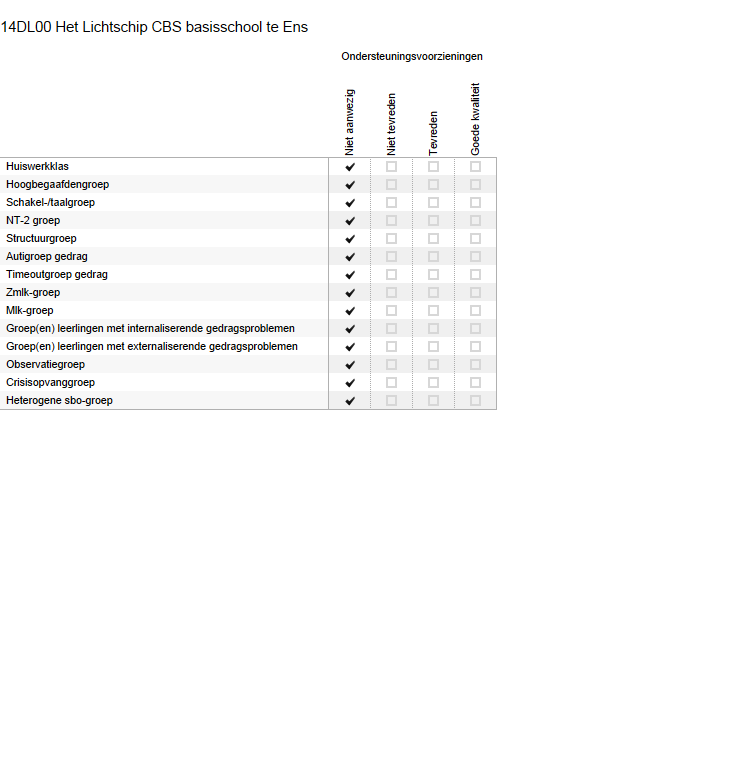 14DL00 Het Lichtschip CBS basisschool te Ens
Ondersteuningsvoorzieningen
Niet aanwezig
Niet tevreden
Tevreden
Goede kwaliteit
Huiswerkklas
Hoogbegaafdengroep
Schakel-/taalgroep
NT-2 groep
Structuurgroep
Autigroep gedrag
Timeoutgroep gedrag
Zmlk-groep
Mlk-groep
Groep(en) leerlingen met internaliserende gedragsproblemen
Groep(en) leerlingen met externaliserende gedragsproblemen
Observatiegroep
Crisisopvanggroep
Heterogene sbo-groep